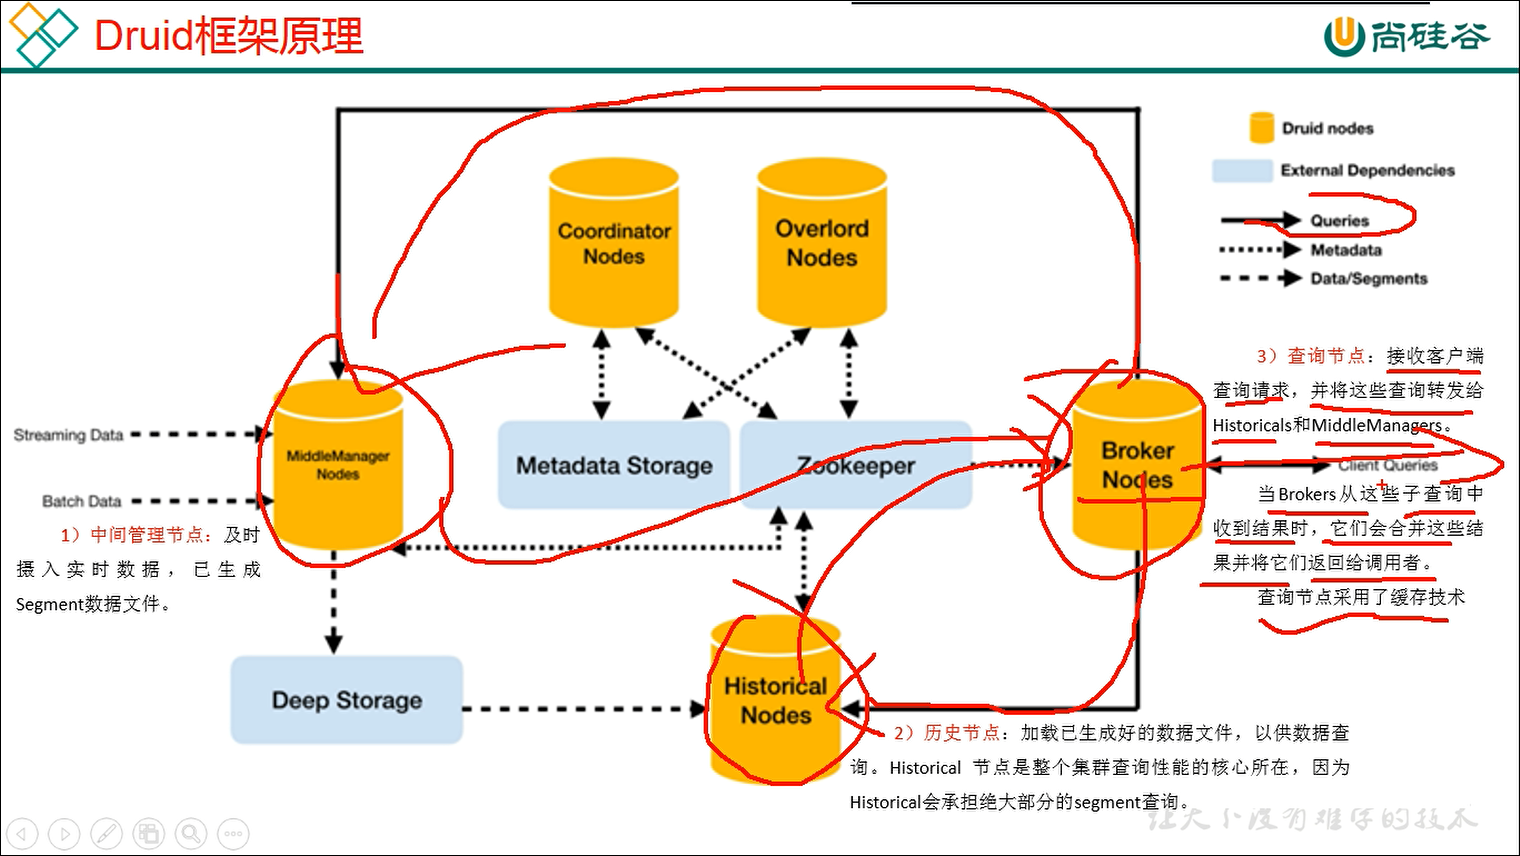 Druid框架原理
尚硅谷
Druid nodes
External Dependencies
Queries
Metadata
Data/Segments
Coordinator
Nodes
Overlord
Nodes
MiddleManager
Nodes
Streaming Data
Batch Data
Metadata Storage
Zookeeper
Broker
Nodes
Client Queries
Deep Storage
Historical
Nodes
1）中间管理节点：及时
摄入实时数据，已生成
Segment数据文件。
2）历史节点：加载已生成好的数据文件，以供数据查
询。Historical 节点是整个集群查询性能的核心所在，因为
Historical会承担绝大部分的segment查询。
3）查询节点：接收客户端
查询请求，并将这些查询转发给
Historicals和MiddleManagers。
当Brokers从这些子查询中
收到结果时，它们会合并这些结
果并将它们返回给调用者。
查询节点采用了缓存技术
让天下没有难学的技术